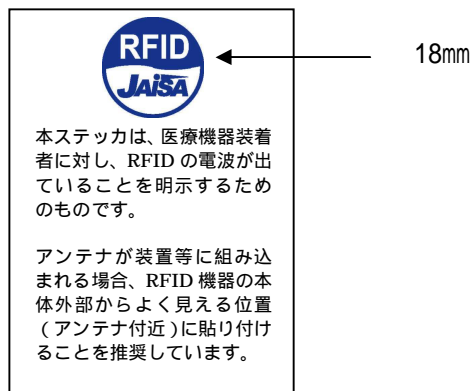 RFID
JAISA
18mm
本ステッカは、医療機器装着
者に対し、RFID の電波が出
ていることを明示するため
のものです。
アンテナが装置等に組み込
まれる場合、RFID 機器の本
体外部からよく見える位置
(アンテナ付近)に貼り付け
ることを推奨しています。